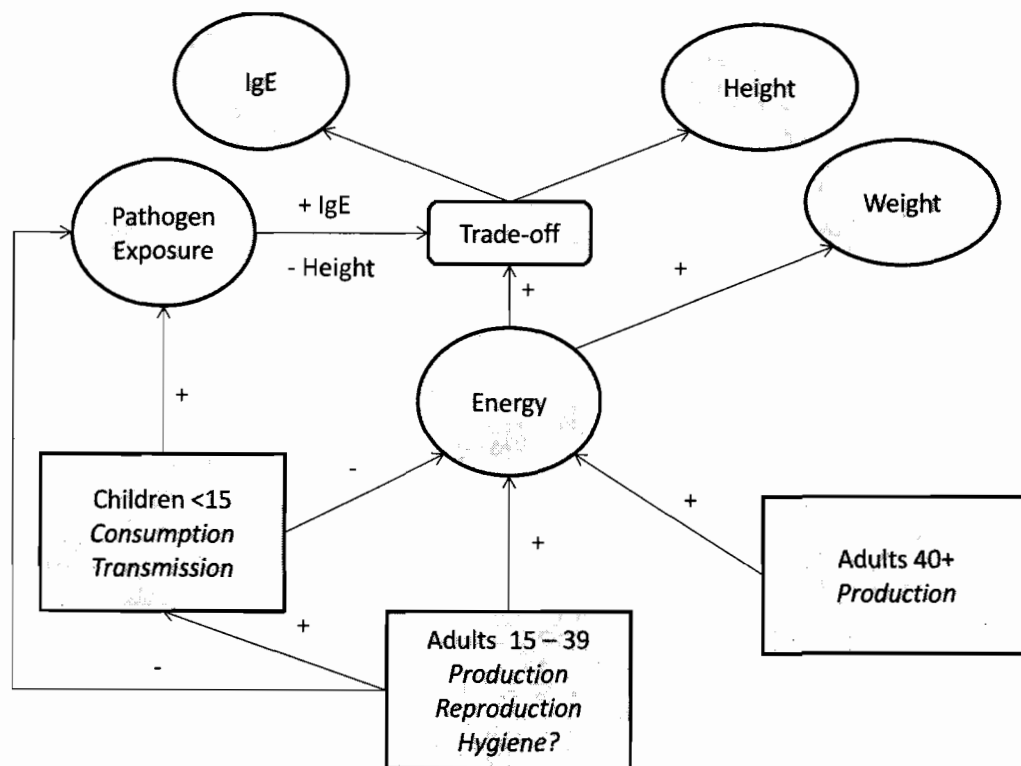 IgE
Height
Pathogen
Exposure
+ IgE
- Height
Trade-off
Weight
+
+
Energy
+
-
+
+
Children <15
Consumption
Transmission
Adults 40+
Production
+
-
Adults 15 – 39
Production
Reproduction
Hygiene?